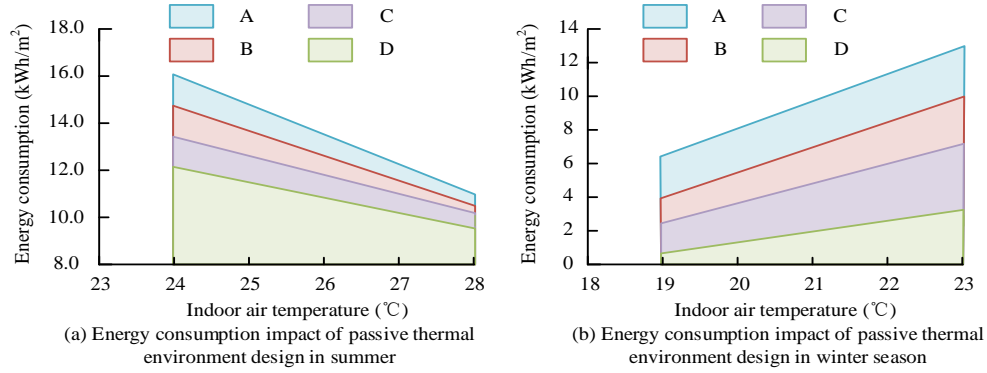 A
C
B
D
Energy consumption (kWh/m²)
18.0
16.0
14.0
12.0
10.0
8.0
23
24
25
26
27
28
Indoor air temperature (℃)
(a) Energy consumption impact of passive thermal
environment design in summer
A
C
B
D
Energy consumption (kWh/m²)
14
12
10
8
6
4
2
0
18
19
20
21
22
23
Indoor air temperature (℃)
(b) Energy consumption impact of passive thermal
environment design in winter season